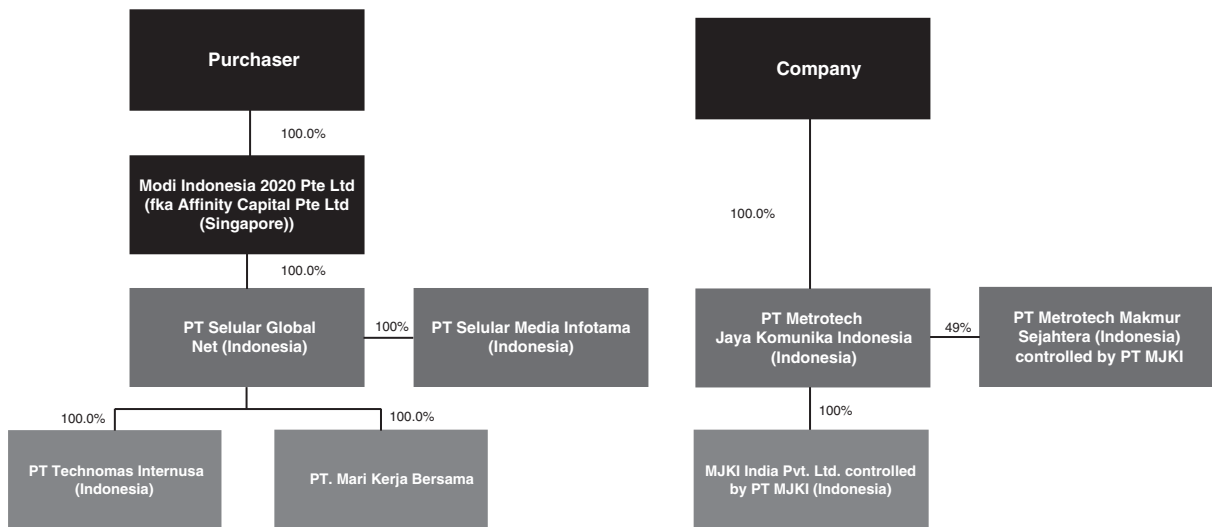 Purchaser
100.0%
Modi Indonesia 2020 Pte Ltd
(fka Affinity Capital Pte Ltd
(Singapore))
100.0%
PT Selular Global
Net (Indonesia)
100%
PT Selular Media Infotama
(Indonesia)
100.0%
100.0%
PT Technomas Internusa
(Indonesia)
PT. Mari Kerja Bersama
Company
100.0%
PT Metrotech
Jaya Komunika Indonesia
(Indonesia)
49%
PT Metrotech Makmur
Sejahtera (Indonesia)
controlled by PT MJKI
100%
MJKI India Pvt. Ltd. controlled
by PT MJKI (Indonesia)